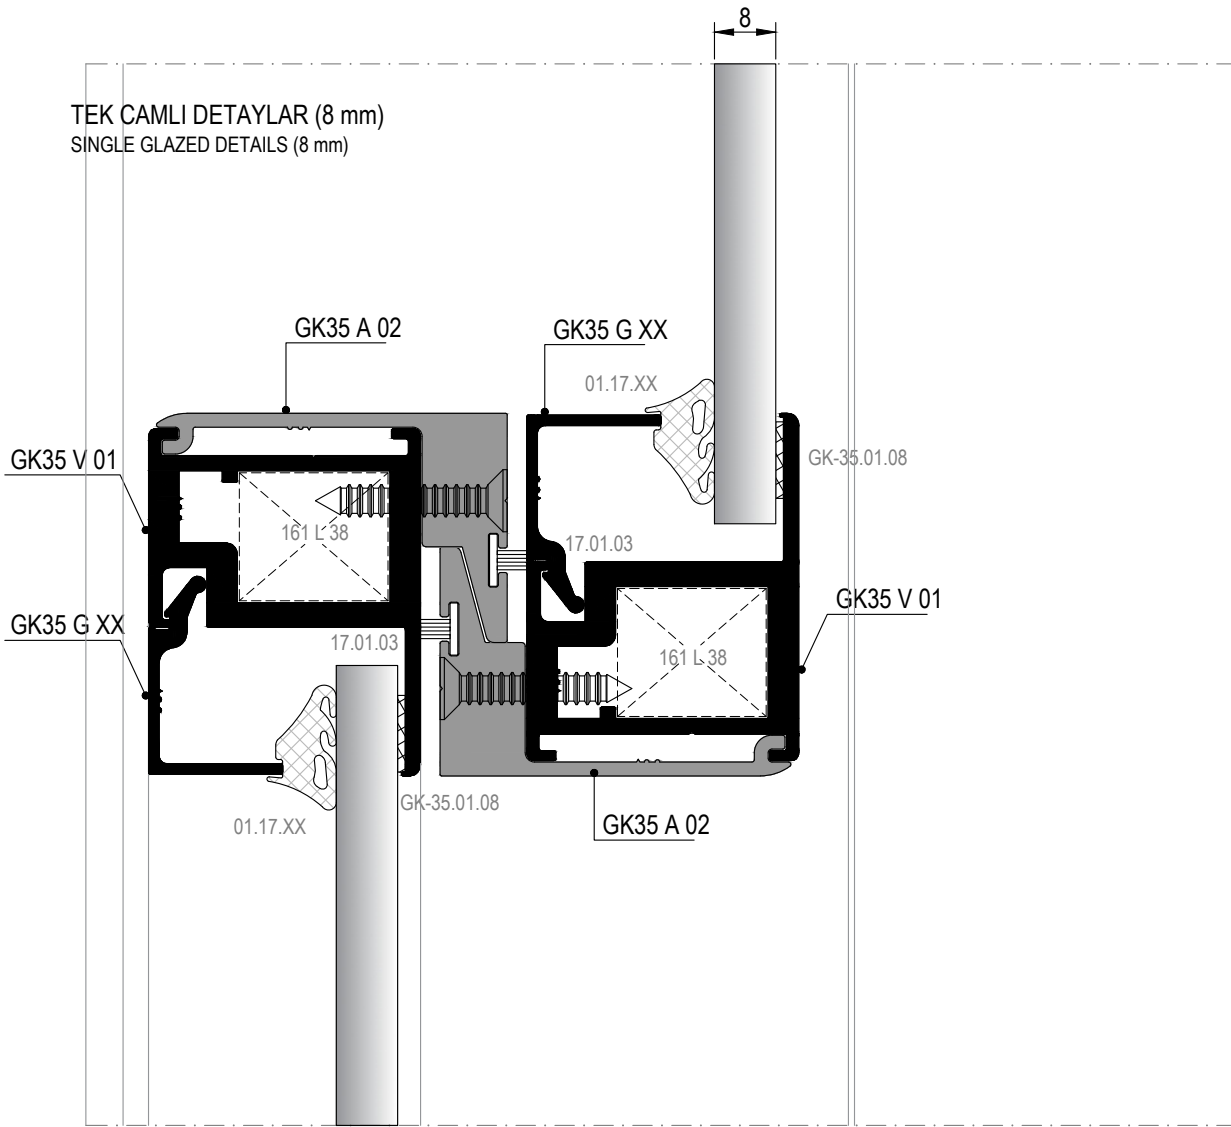 8
TEK CAMLI DETAYLAR (8 mm)
SINGLE GLAZED DETAILS (8 mm)
GK35 A 02
GK35 G XX
01.17.XX
GK35 V 01
GK-35.01.08
161 L 38
17.01.03
GK35 V 01
GK35 G XX
17.01.03
161 L 38
GK-35.01.08
01.17.XX
GK35 A 02